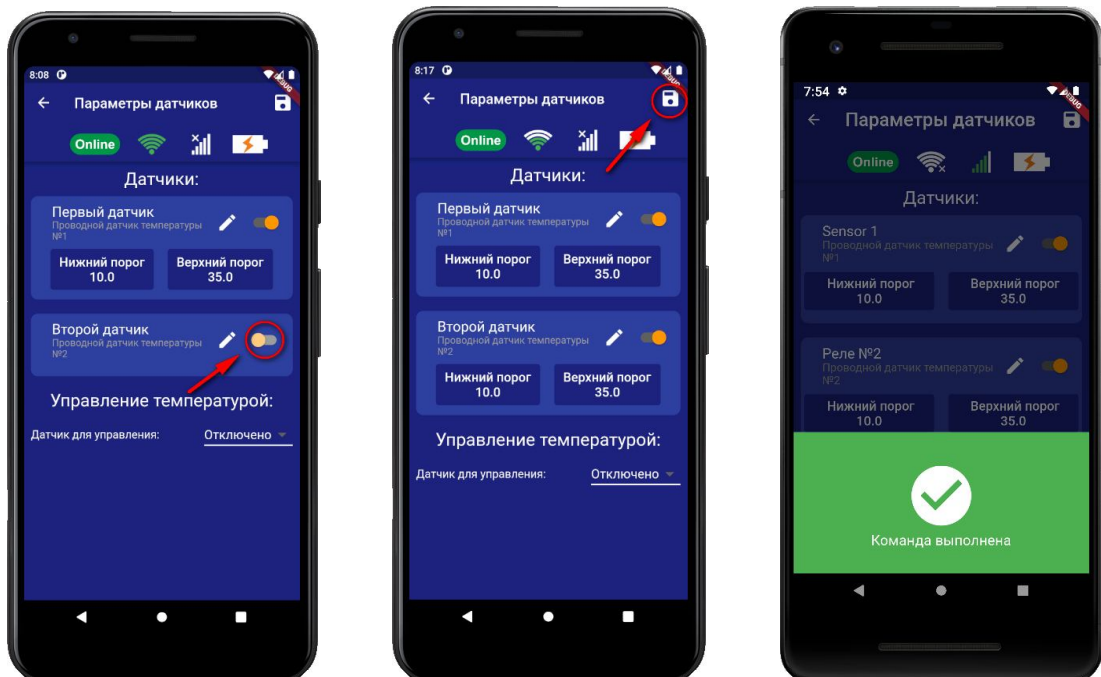 8:08
DEBUG
Параметры датчиков
Online
Датчики:
Первый датчик
Проводной датчик температуры
№1
Нижний порог
10.0
Верхний порог
35.0
Второй датчик
Проводной датчик температуры
№2
Управление температурой:
Датчик для управления:
Отключено
8:17
DEBUG
Параметры датчиков
Online
Датчики:
Первый датчик
Проводной датчик температуры
№1
Нижний порог
10.0
Верхний порог
35.0
Второй датчик
Проводной датчик температуры
№2
Нижний порог
10.0
Верхний порог
35.0
Управление температурой:
Датчик для управления:
Отключено
7:54
DEBUG
Параметры датчиков
Online
Датчики:
Sensor 1
Проводной датчик температуры
№1
Нижний порог
10.0
Верхний порог
35.0
Реле №2
Проводной датчик температуры
№2
Нижний порог
10.0
Верхний порог
35.0
Команда выполнена